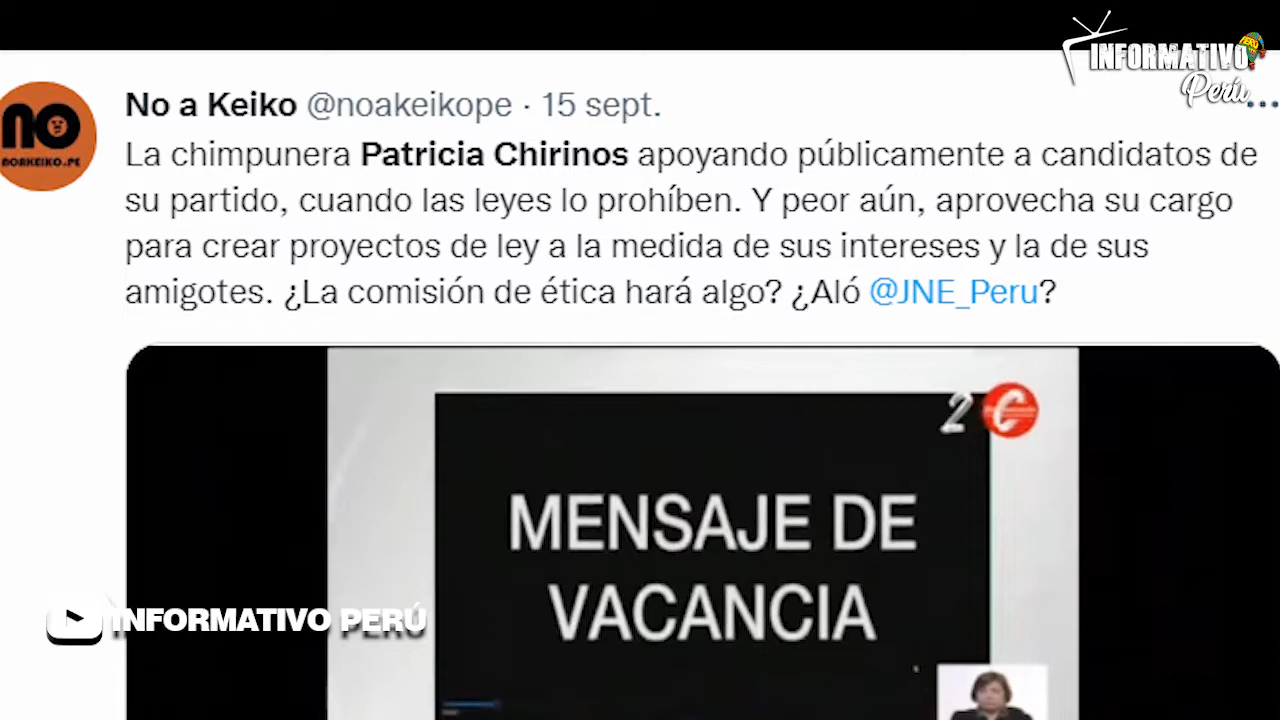 INFORMATIVO
Perú
No a Keiko @noakeikope · 15 sept. ...
NO
NOAKEIKO.PE
La chimpunera Patricia Chirinos apoyando públicamente a candidatos de
su partido, cuando las leyes lo prohíben. Y peor aún, aprovecha su cargo
para crear proyectos de ley a la medida de sus intereses y la de sus
amigotes. ¿La comisión de ética hará algo? ¿Aló @JNE_Peru?
2 C
MENSAJE DE
VACANCIA
INFORMATIVO PERÚ